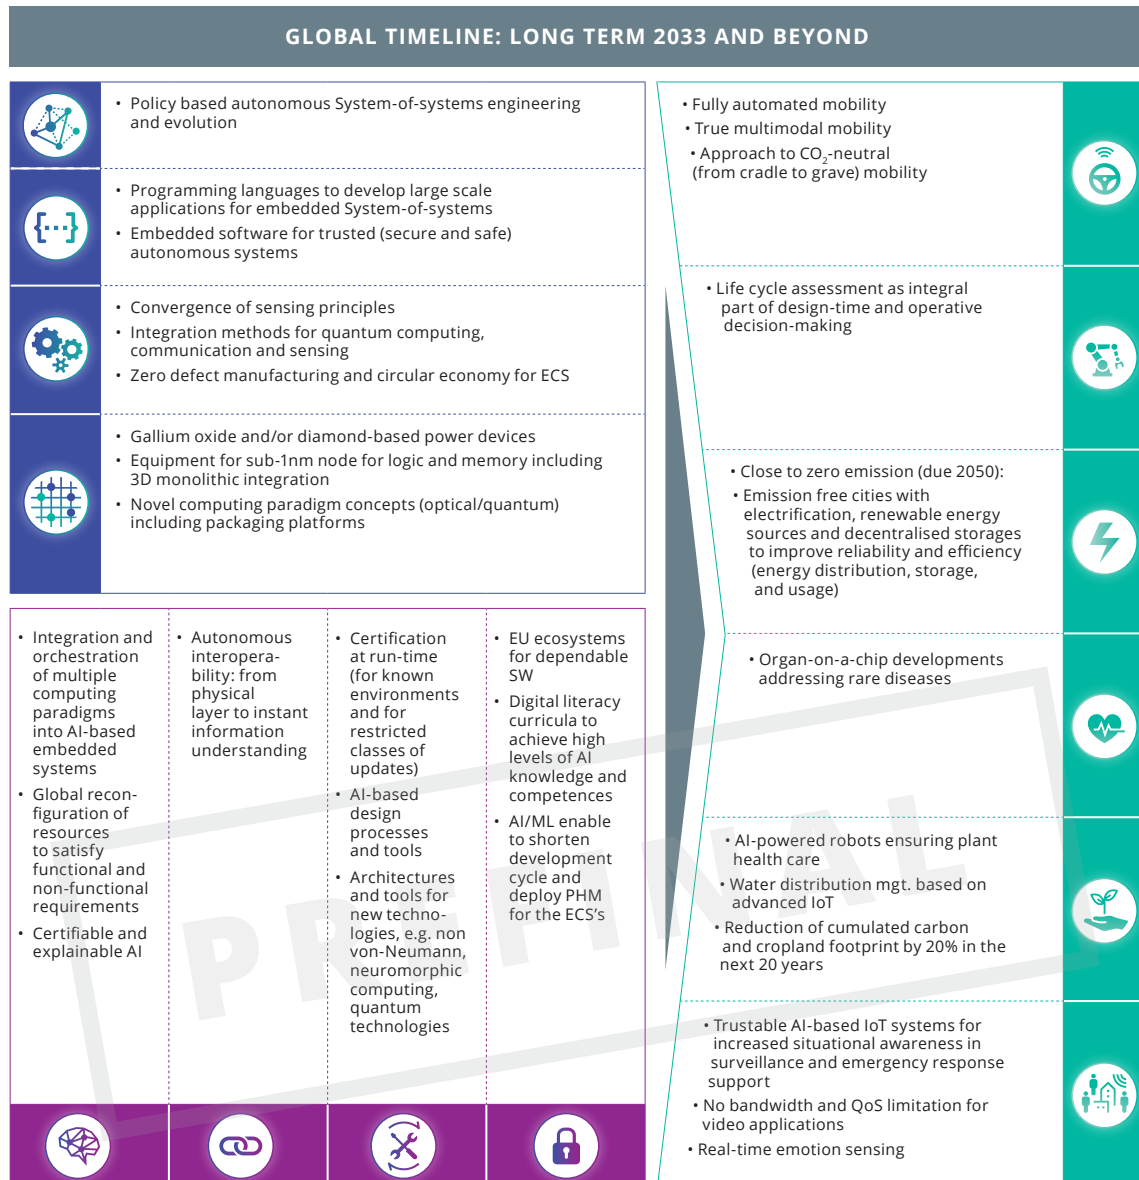 GLOBAL TIMELINE: LONG TERM 2033 AND BEYOND
• Policy based autonomous System-of-systems engineering
and evolution
• Programming languages to develop large scale
applications for embedded System-of-systems
• Embedded software for trusted (secure and safe)
autonomous systems
• Convergence of sensing principles
• Integration methods for quantum computing,
communication and sensing
• Zero defect manufacturing and circular economy for ECS
• Gallium oxide and/or diamond-based power devices
• Equipment for sub-1nm node for logic and memory including
3D monolithic integration
• Novel computing paradigm concepts (optical/quantum)
including packaging platforms
• Integration and
orchestration
of multiple
computing
paradigms
into AI-based
embedded
systems
• Global recon-
figuration of
resources
to satisfy
functional and
non-functional
requirements
• Certifiable and
explainable AI
• Autonomous
interopera-
bility: from
physical
layer to instant
information
understanding
• Certification
at run-time
(for known
environments
and for
restricted
classes of
updates)
• AI-based
design
processes
and tools
• Architectures
and tools for
new techno-
logies, e.g. non
von-Neumann,
neuromorphic
computing,
quantum
technologies
• EU ecosystems
for dependable
SW
• Digital literacy
curricula to
achieve high
levels of AI
knowledge and
competences
• AI/ML enable
to shorten
development
cycle and
deploy PHM
for the ECS’s
• Fully automated mobility
• True multimodal mobility
• Approach to CO₂-neutral
(from cradle to grave) mobility
• Life cycle assessment as integral
part of design-time and operative
decision-making
• Close to zero emission (due 2050):
• Emission free cities with
electrification, renewable energy
sources and decentralised storages
to improve reliability and efficiency
(energy distribution, storage,
and usage)
• Organ-on-a-chip developments
addressing rare diseases
• AI-powered robots ensuring plant
health care
• Water distribution mgt. based on
advanced IoT
• Reduction of cumulated carbon
and cropland footprint by 20% in the
next 20 years
• Trustable AI-based IoT systems for
increased situational awareness in
surveillance and emergency response
support
• No bandwidth and QoS limitation for
video applications
• Real-time emotion sensing
PREFINAL